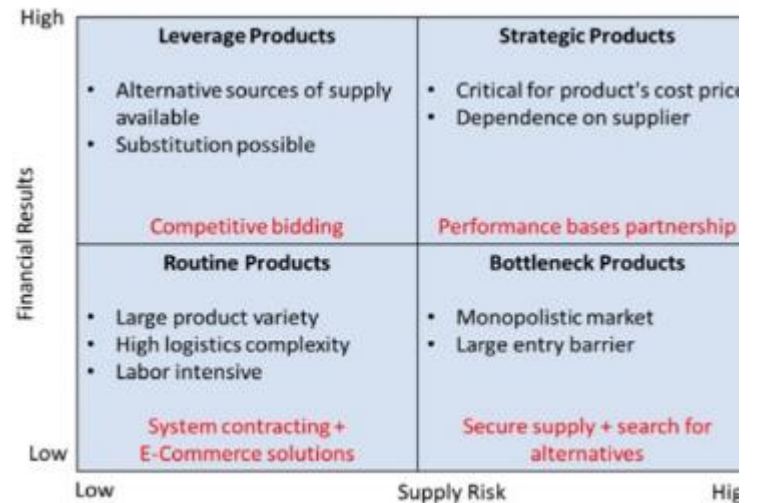 High
Leverage Products
• Alternative sources of supply
available
• Substitution possible
Competitive bidding
Strategic Products
• Critical for product's cost price
• Dependence on supplier
Performance bases partnership
Financial Results
Routine Products
• Large product variety
• High logistics complexity
• Labor intensive
System contracting +
E-Commerce solutions
Bottleneck Products
• Monopolistic market
• Large entry barrier
Secure supply + search for
alternatives
Low
Low
Supply Risk
Hig